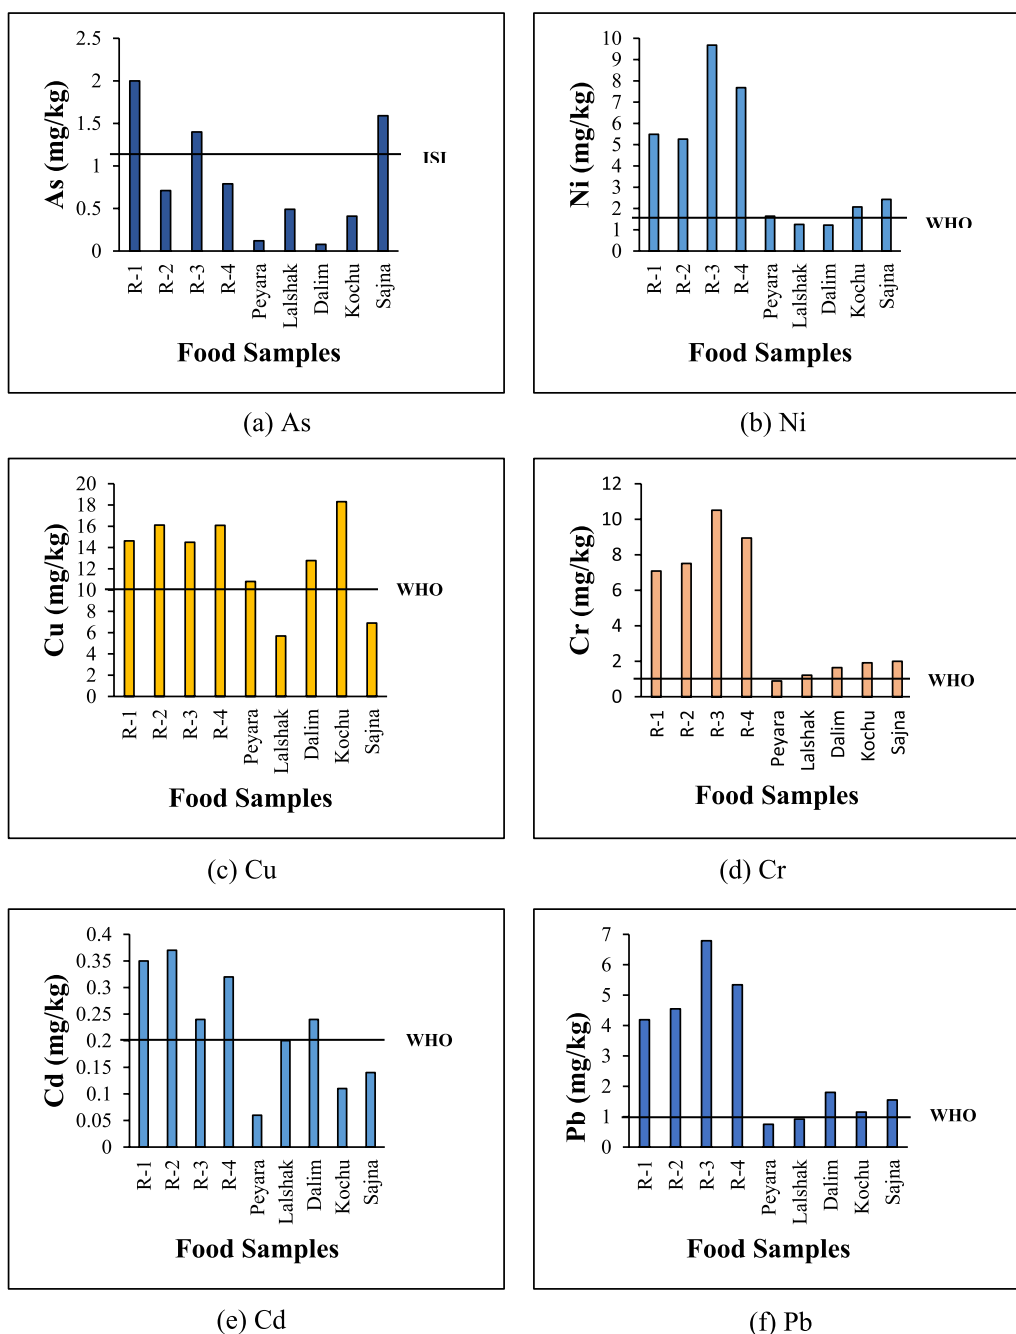 2.5
2
1.5
1
0.5
0
As (mg/kg)
R-1
R-2
R-3
R-4
Peyara
Lalshak
Dalim
Kochu
Sajna
Food Samples
ISI
(a) As
10
9
8
7
6
5
4
3
2
1
0
Ni (mg/kg)
R-1
R-2
R-3
R-4
Peyara
Lalshak
Dalim
Kochu
Sajna
Food Samples
WHO
(b) Ni
20
18
16
14
12
10
8
6
4
2
0
Cu (mg/kg)
R-1
R-2
R-3
R-4
Peyara
Lalshak
Dalim
Kochu
Sajna
Food Samples
WHO
(c) Cu
12
10
8
6
4
2
0
Cr (mg/kg)
R-1
R-2
R-3
R-4
Peyara
Lalshak
Dalim
Kochu
Sajna
Food Samples
WHO
(d) Cr
0.4
0.35
0.3
0.25
0.2
0.15
0.1
0.05
0
Cd (mg/kg)
R-1
R-2
R-3
R-4
Peyara
Lalshak
Dalim
Kochu
Sajna
Food Samples
WHO
(e) Cd
7
6
5
4
3
2
1
0
Pb (mg/kg)
R-1
R-2
R-3
R-4
Peyara
Lalshak
Dalim
Kochu
Sajna
Food Samples
WHO
(f) Pb